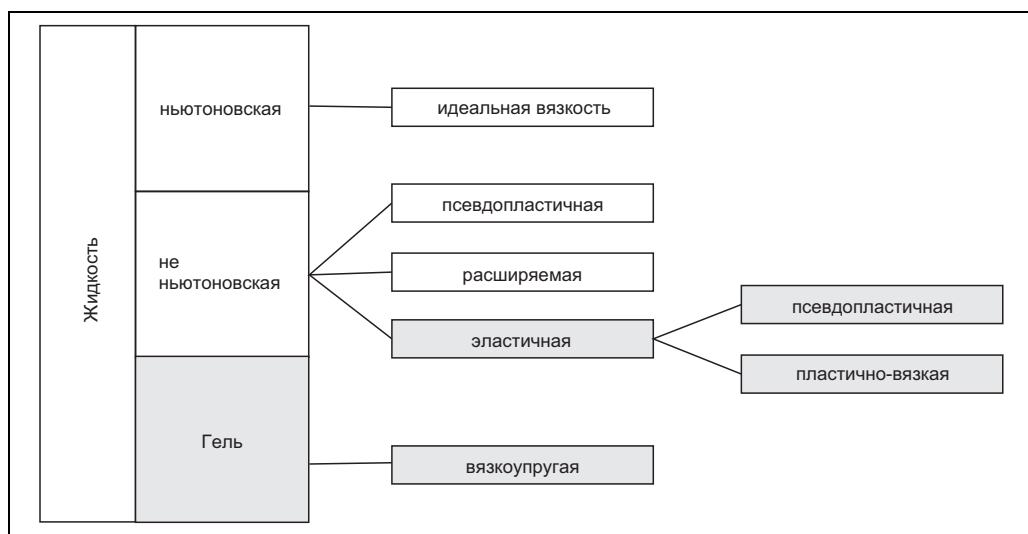 Жидкость
ньютоновская
идеальная вязкость
не
ньютоновская
псевдопластичная
расширяемая
эластичная
псевдопластичная
пластично-вязкая
Гель
вязкоупругая